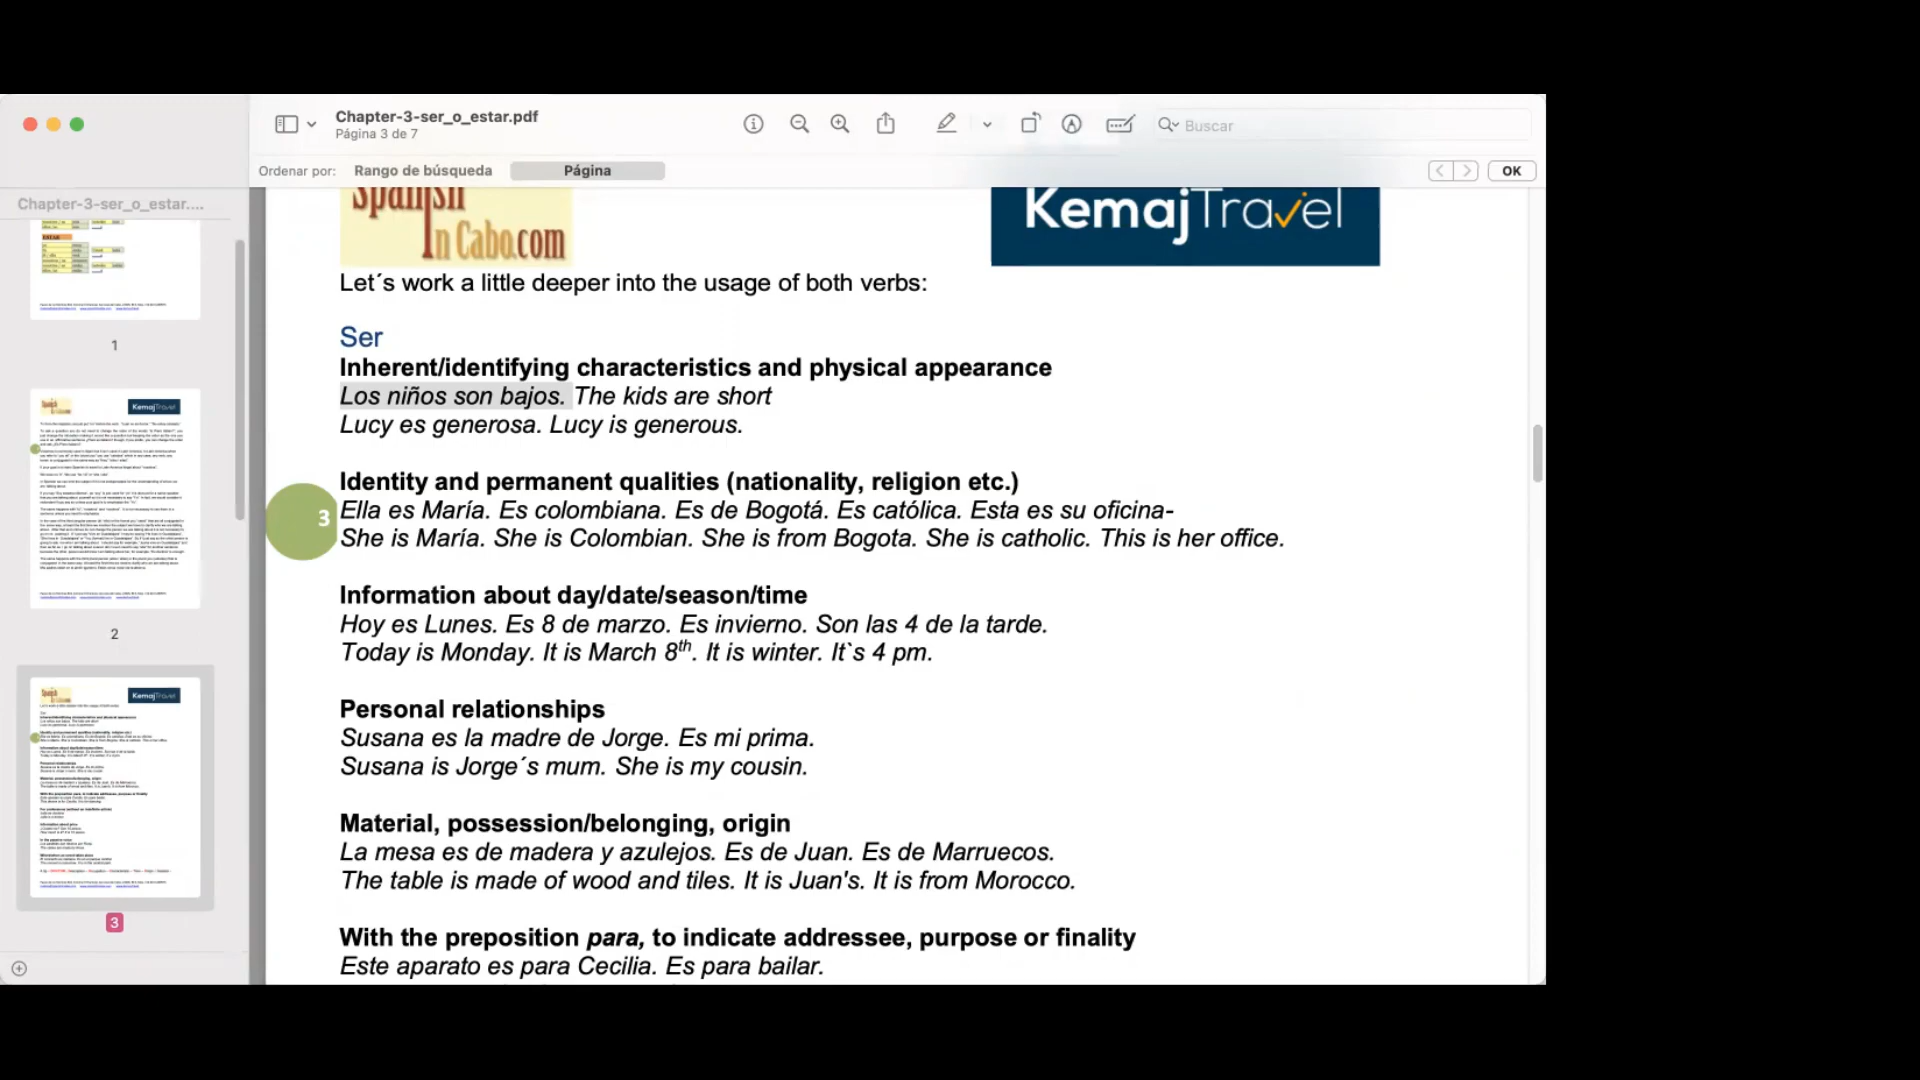 Chapter-3-ser_o_estar.pdf
Página 3 de 7
Buscar
Ordenar por:
Rango de búsqueda
Página
OK
Chapter-3-ser_o_estar....
1
2
3
Spanish
In Cabo.com
KemajTravel
Let´s work a little deeper into the usage of both verbs:
Ser
Inherent/identifying characteristics and physical appearance
Los niños son bajos. The kids are short
Lucy es generosa. Lucy is generous.
Identity and permanent qualities (nationality, religion etc.)
3
Ella es María. Es colombiana. Es de Bogotá. Es católica. Esta es su oficina-
She is María. She is Colombian. She is from Bogota. She is catholic. This is her office.
Information about day/date/season/time
Hoy es Lunes. Es 8 de marzo. Es invierno. Son las 4 de la tarde.
Today is Monday. It is March 8th. It is winter. It`s 4 pm.
Personal relationships
Susana es la madre de Jorge. Es mi prima.
Susana is Jorge´s mum. She is my cousin.
Material, possession/belonging, origin
La mesa es de madera y azulejos. Es de Juan. Es de Marruecos.
The table is made of wood and tiles. It is Juan's. It is from Morocco.
With the preposition para, to indicate addressee, purpose or finality
Este aparato es para Cecilia. Es para bailar.